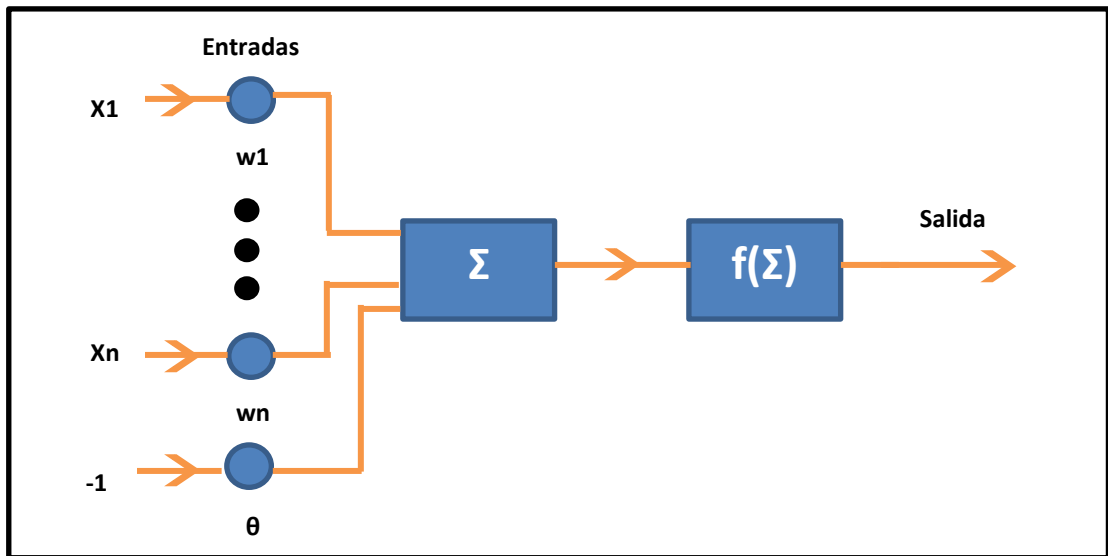 Entradas
X1
w1
Σ
f(Σ)
Salida
Xn
wn
-1
θ